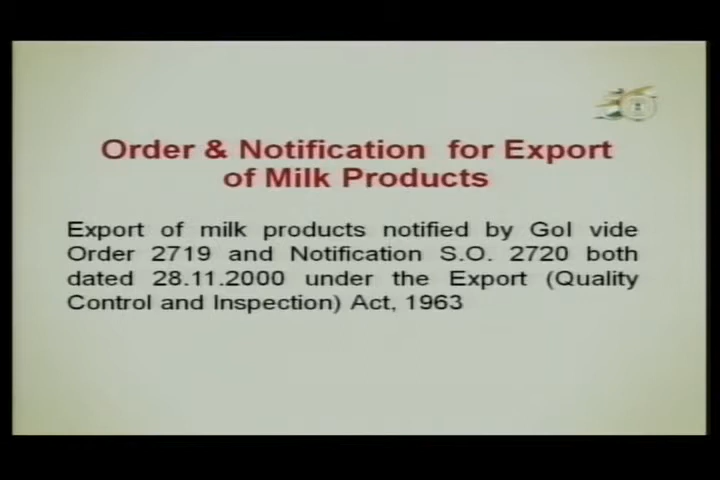 Order & Notification for Export
of Milk Products
Export of milk products notified by GoI vide
Order 2719 and Notification S.O. 2720 both
dated 28.11.2000 under the Export (Quality
Control and Inspection) Act, 1963